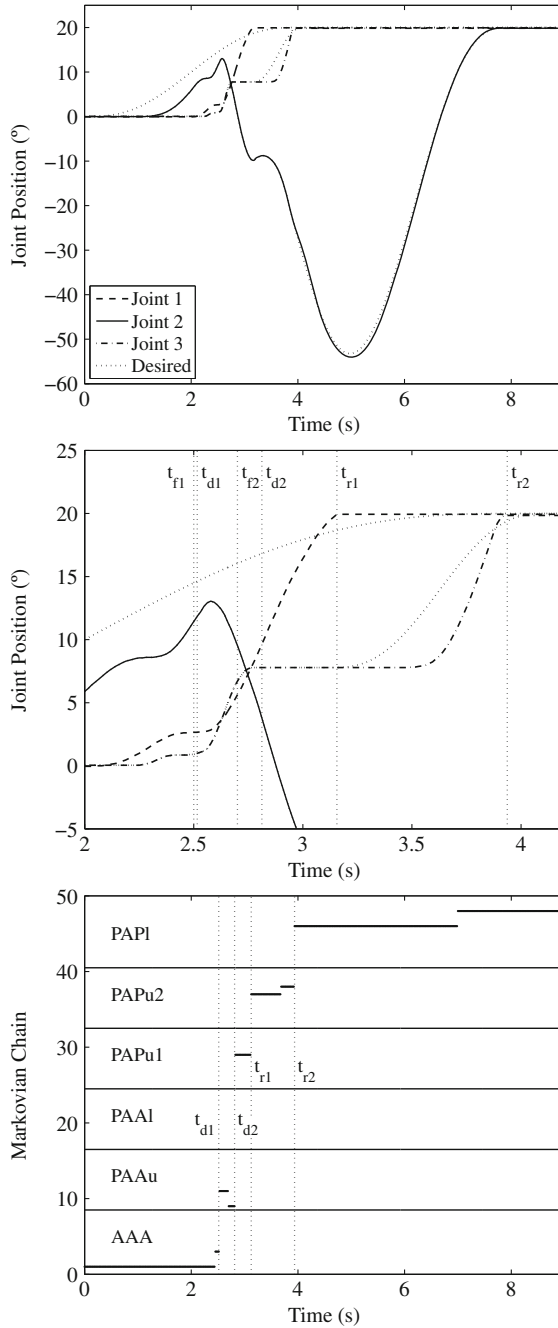 20
10
0
−10
−20
−30
−40
−50
−60
Joint Position (º)
Joint 1
Joint 2
Joint 3
Desired
0 2 4 6 8
Time (s)
25
20
15
10
5
0
−5
Joint Position (º)
t_f1 t_d1 t_f2 t_d2 t_r1 t_r2
2 2.5 3 3.5 4
Time (s)
50
40
30
20
10
0
Markovian Chain
PAPl
PAPu2
PAPu1
t_r1 t_r2
PAAl
t_d1 t_d2
PAAu
AAA
0 2 4 6 8
Time (s)